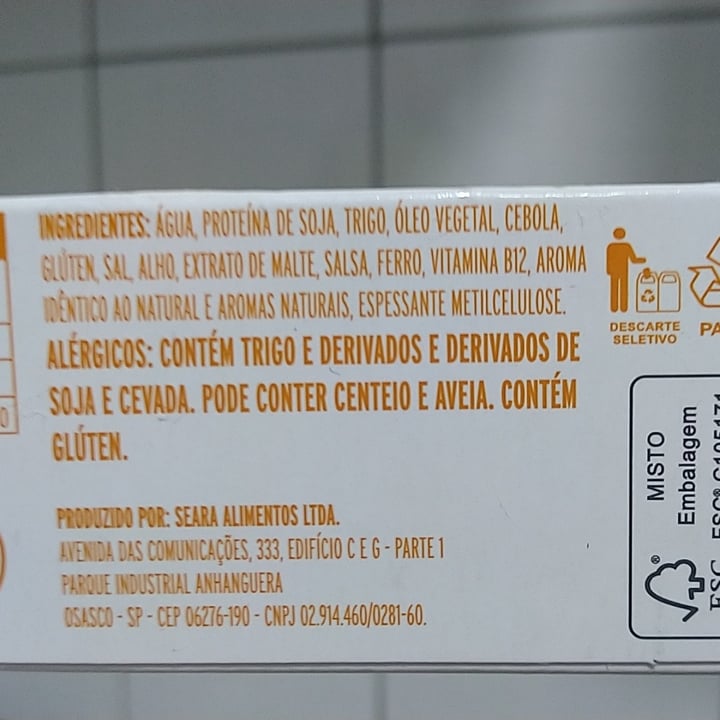 INGREDIENTES: ÁGUA, PROTEÍNA DE SOJA, TRIGO, ÓLEO VEGETAL, CEBOLA,
GLÚTEN, SAL, ALHO, EXTRATO DE MALTE, SALSA, FERRO, VITAMINA B12, AROMA
IDÊNTICO AO NATURAL E AROMAS NATURAIS, ESPESSANTE METILCELULOSE.
ALÉRGICOS: CONTÉM TRIGO E DERIVADOS E DERIVADOS DE
SOJA E CEVADA. PODE CONTER CENTEIO E AVEIA. CONTÉM
GLÚTEN.
PRODUZIDO POR: SEARA ALIMENTOS LTDA.
AVENIDA DAS COMUNICAÇÕES, 333, EDIFÍCIO C E G - PARTE 1
PARQUE INDUSTRIAL ANHANGUERA
OSASCO - SP - CEP 06276-190 - CNPJ 02.914.460/0281-60.
DESCARTE
SELETIVO
PA
MISTO
Embalagem
FSC